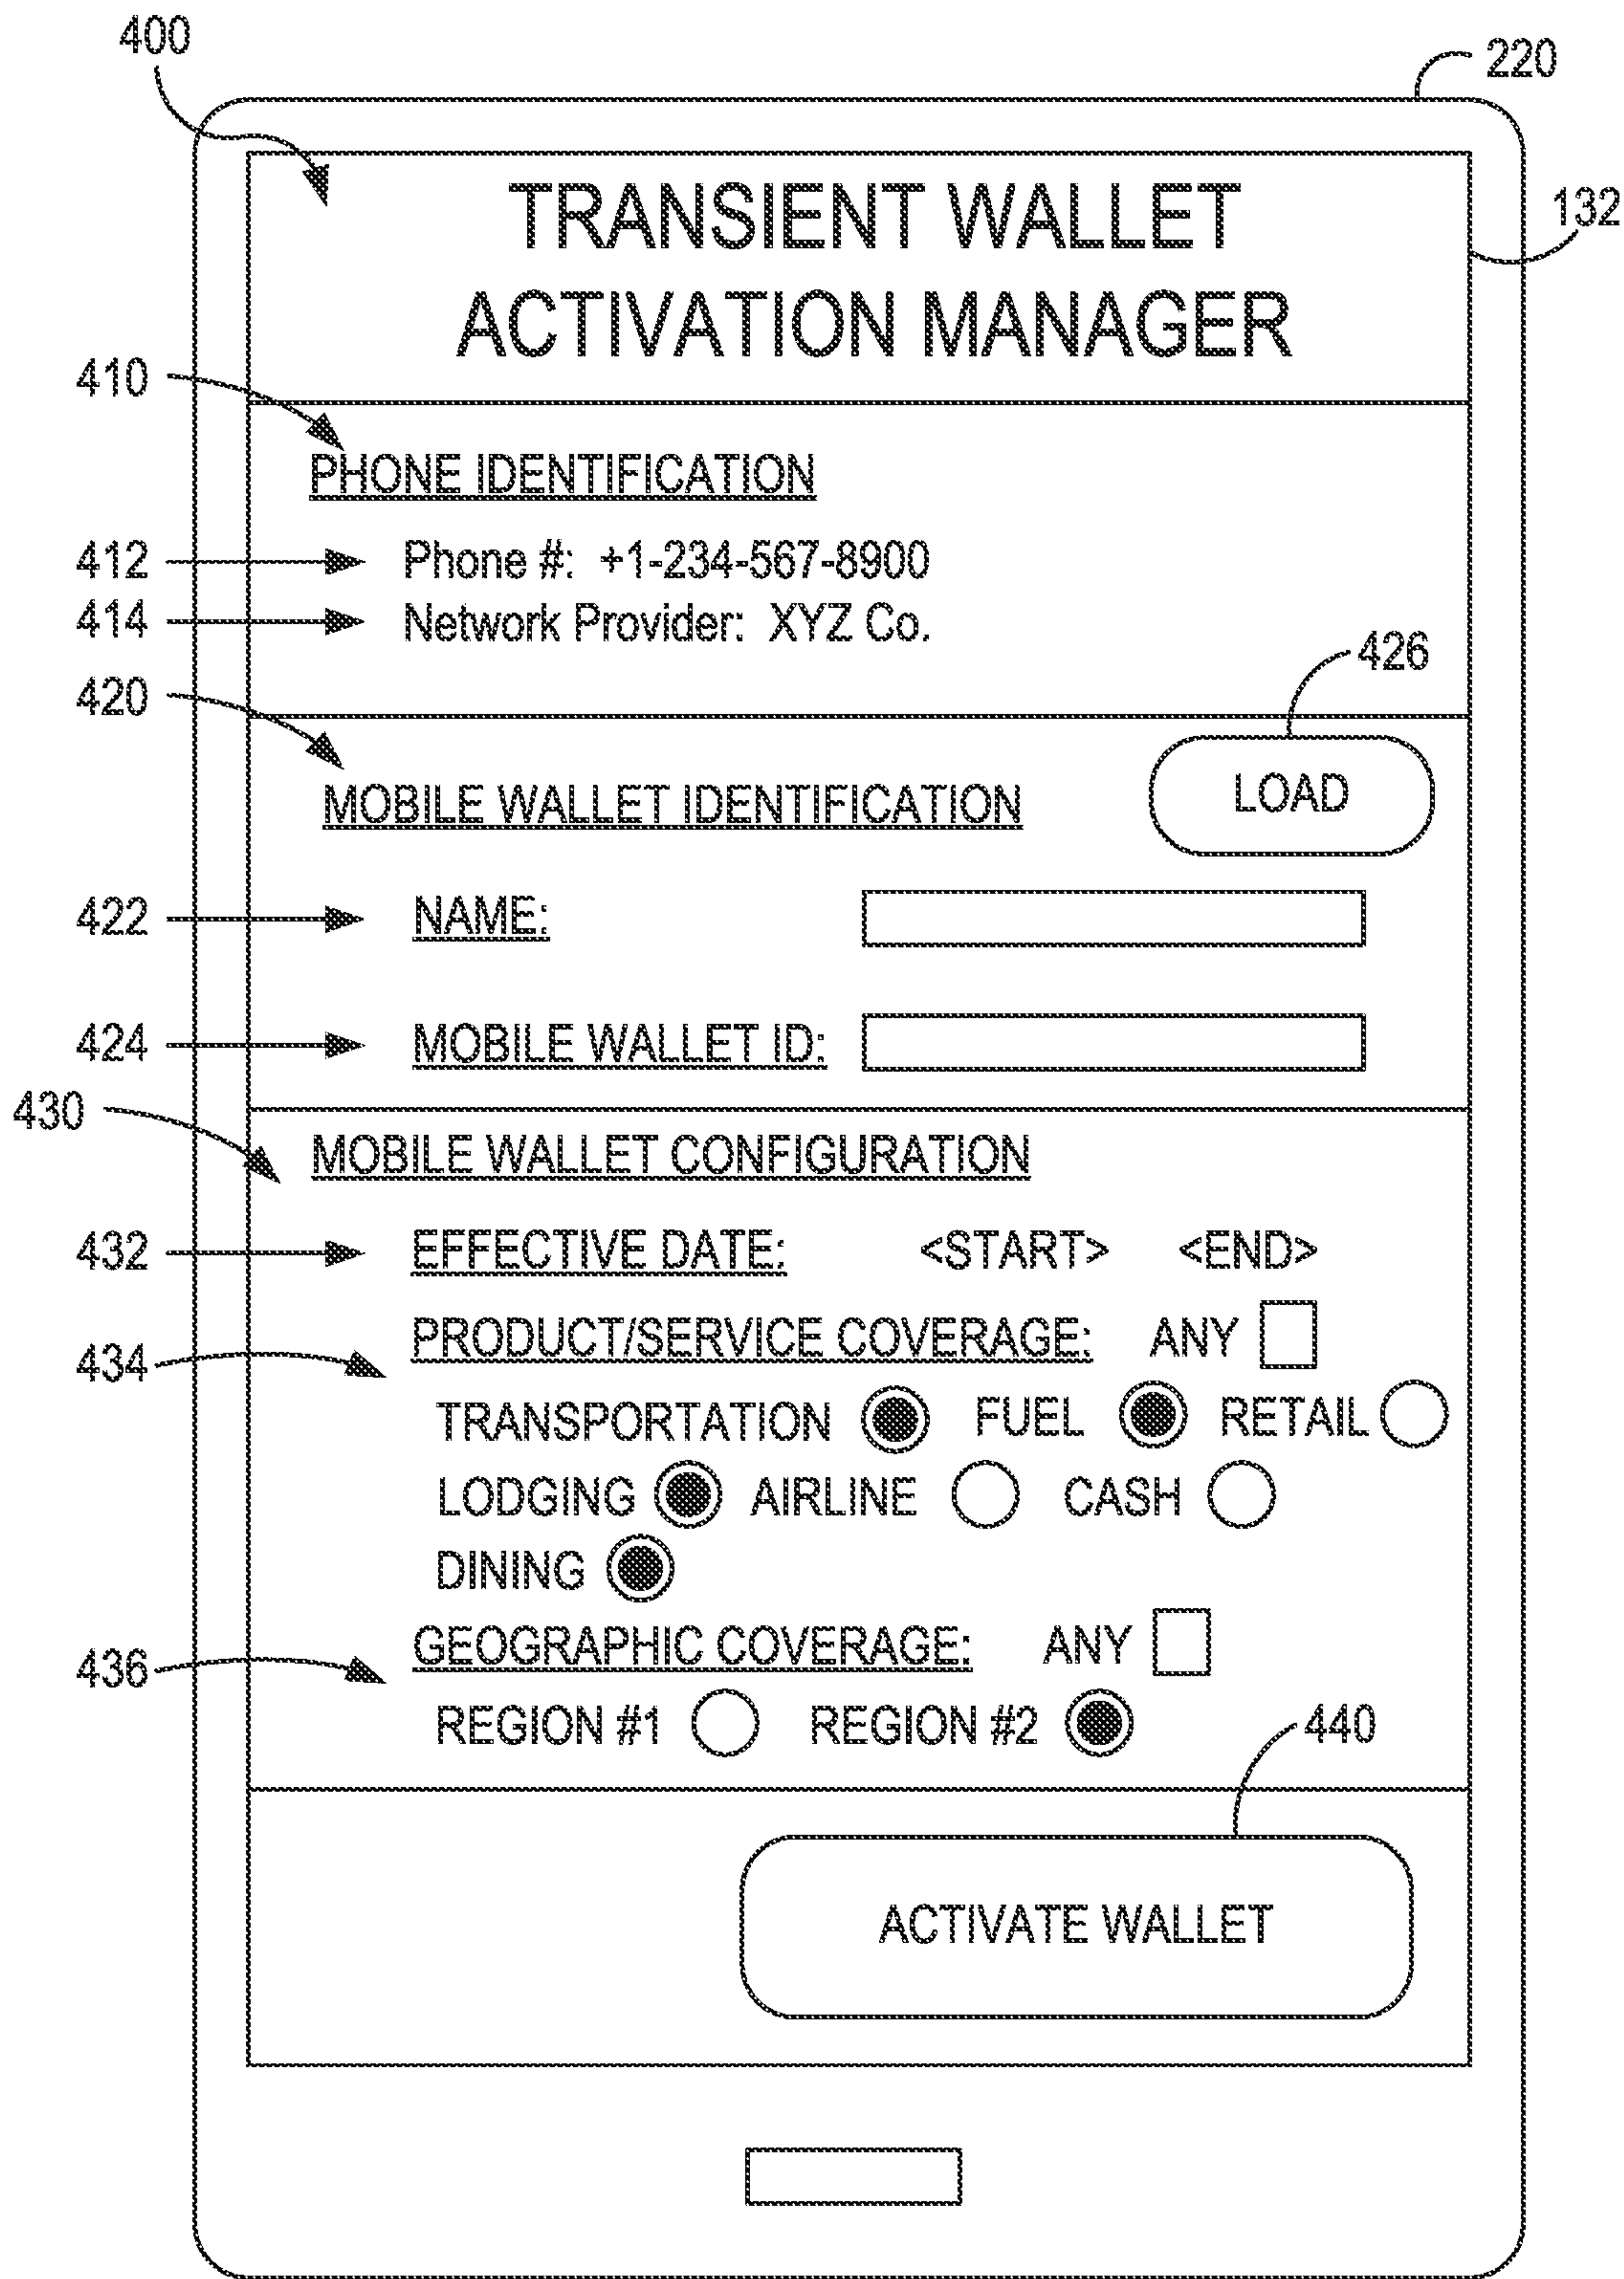 400
220
TRANSIENT WALLET
132
ACTIVATION MANAGER
410
PHONE IDENTIFICATION
412 Phone #: +1-234-567-8900
414 Network Provider: XYZ Co.
426
420
MOBILE WALLET IDENTIFICATION LOAD
422 NAME:
424 MOBILE WALLET ID:
430
MOBILE WALLET CONFIGURATION
432 EFFECTIVE DATE: <START> <END>
434 PRODUCT/SERVICE COVERAGE: ANY
TRANSPORTATION FUEL RETAIL
LODGING AIRLINE CASH
DINING
436 GEOGRAPHIC COVERAGE: ANY
REGION #1 REGION #2
440
ACTIVATE WALLET